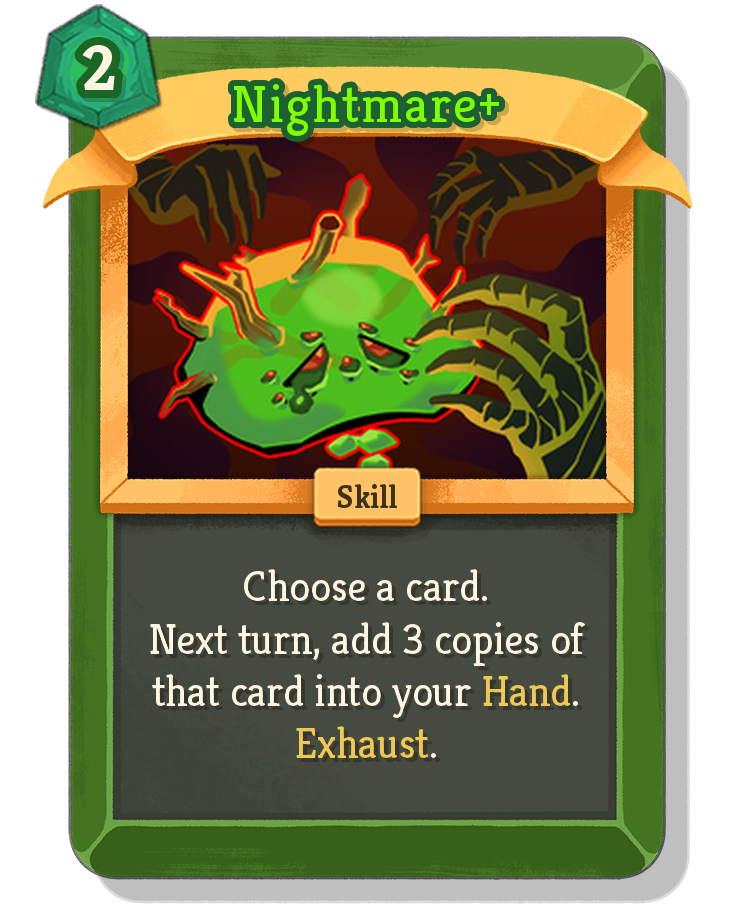 2
Nightmare+
Skill
Choose a card.
Next turn, add 3 copies of
that card into your Hand.
Exhaust.